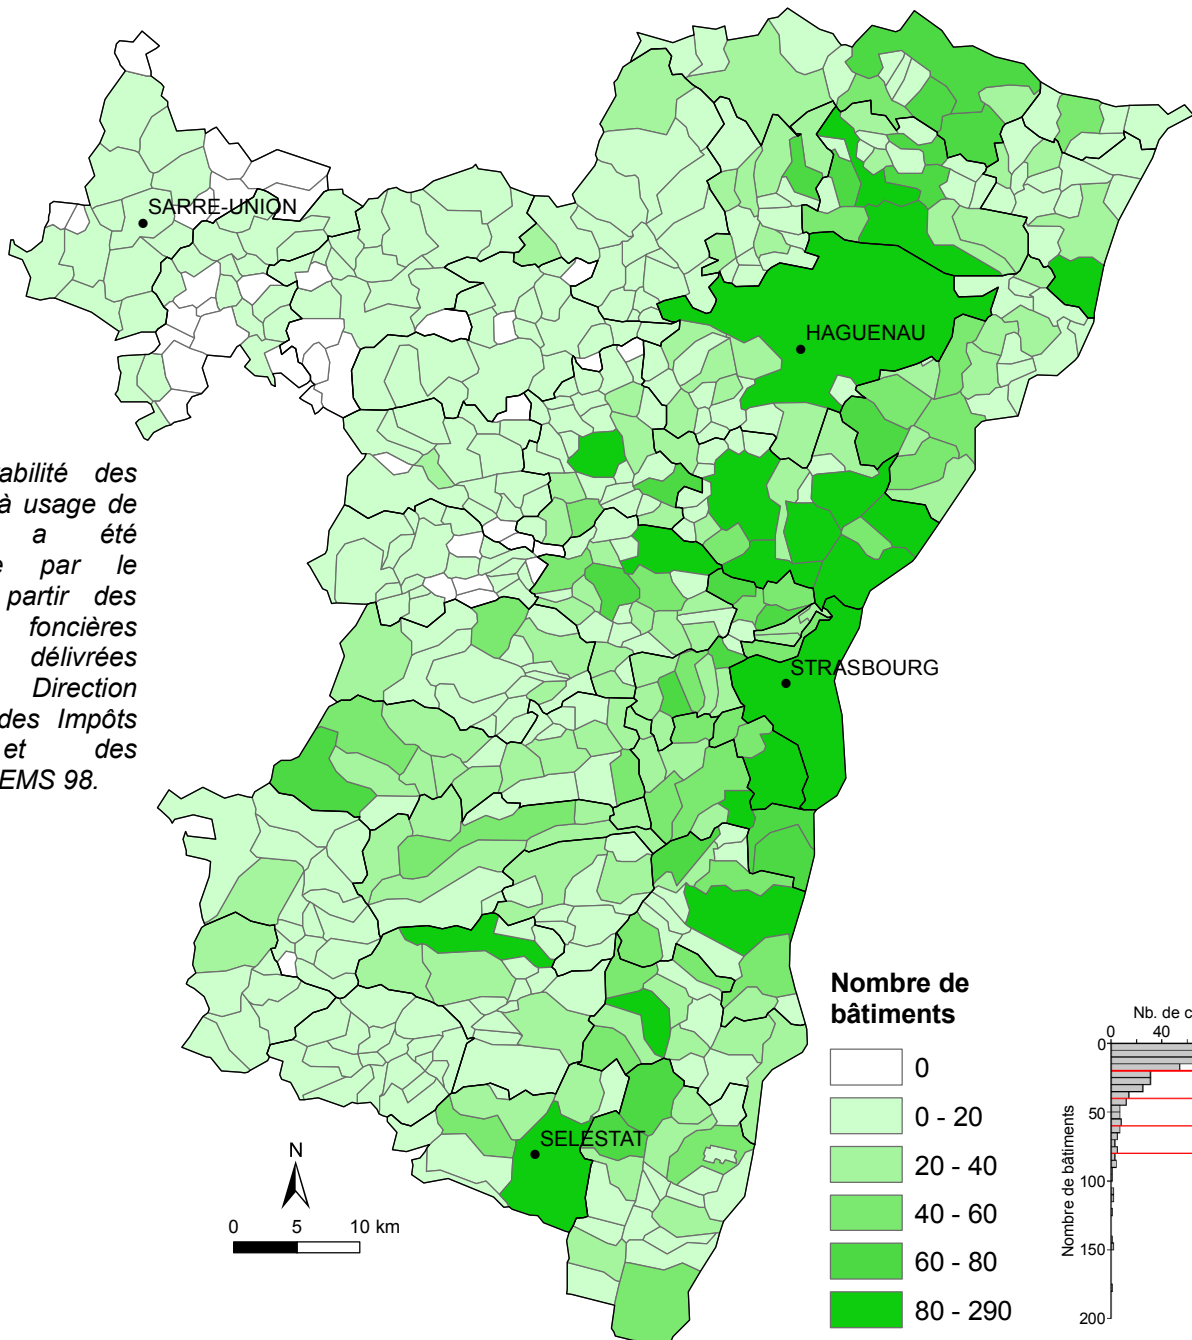 SARRE-UNION
HAGUENAU
abilité des
à usage de
a été
par le
partir des
foncières
délivrées
Direction
des Impôts
et des
EMS 98.
STRASBOURG
SELESTAT
N
0 5 10 km
Nombre de
bâtiments
0
0 - 20
20 - 40
40 - 60
60 - 80
80 - 290
Nb. de c
0 40
Nombre de bâtiments
0
50
100
150
200